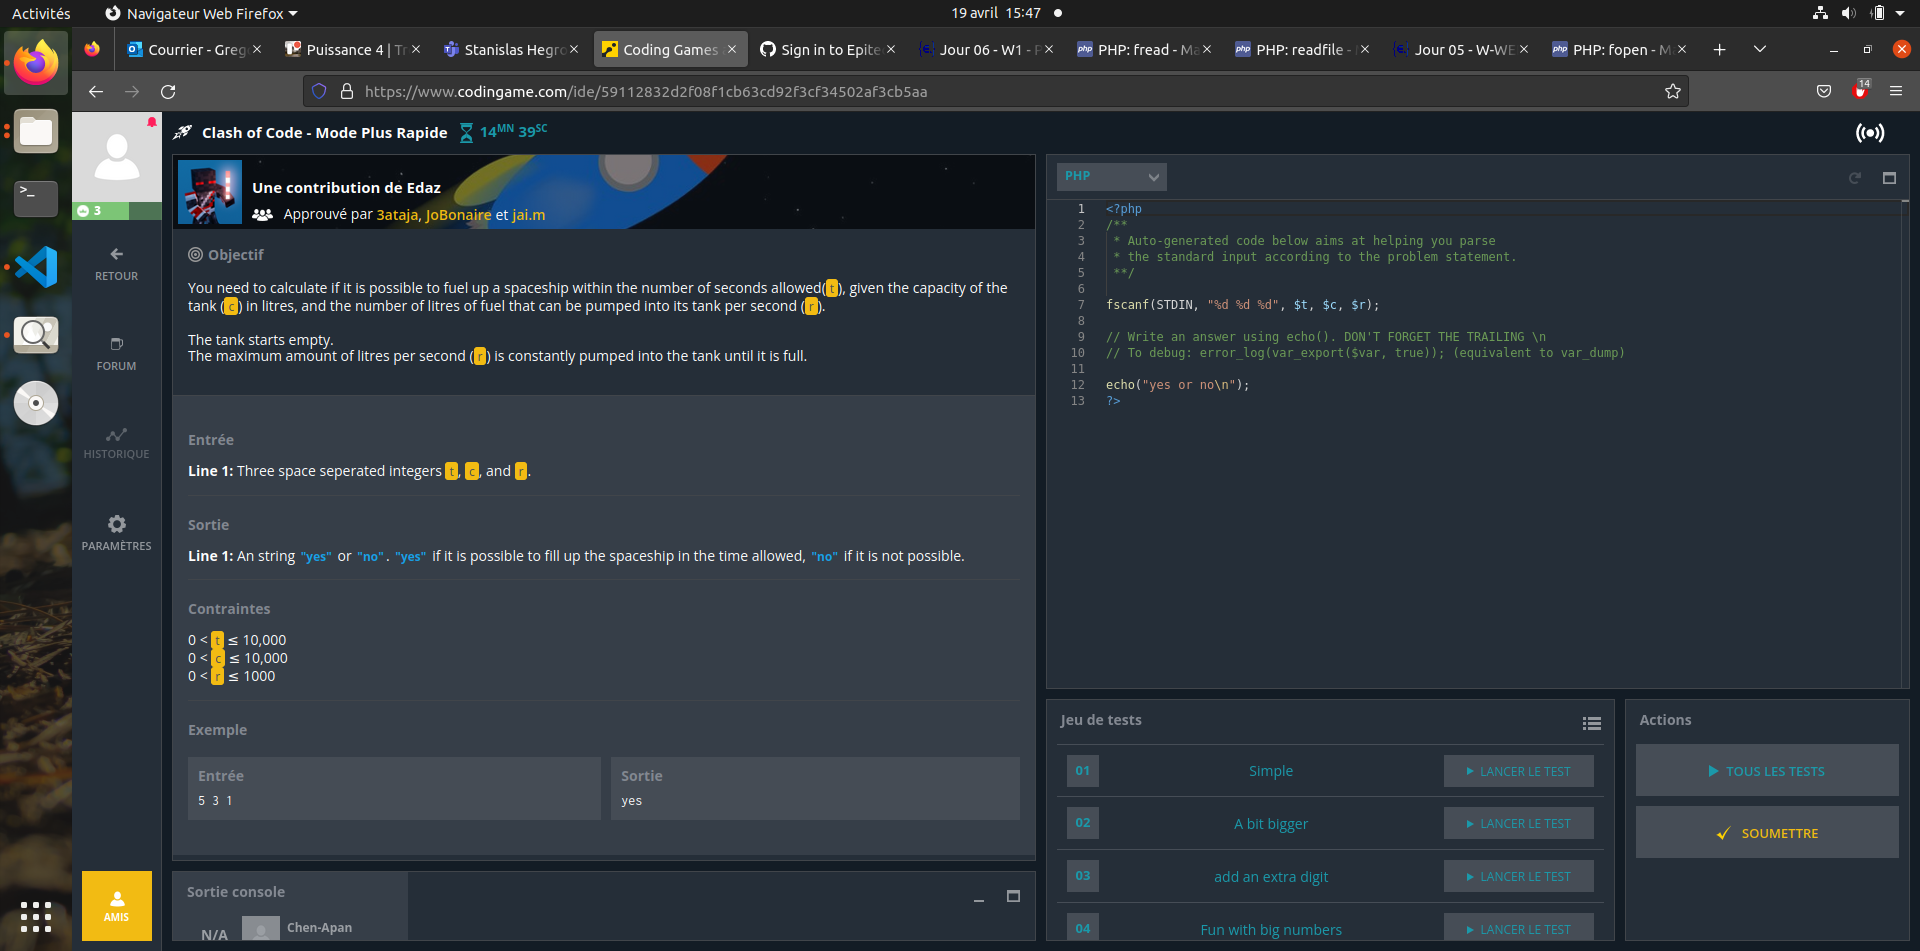 Activités
Navigateur Web Firefox
19 avril 15:47
Courrier - Greg
Puissance 4 | Tr
Stanislas Hegro
Coding Games
Sign in to Epite
Jour 06 - W1 - P
PHP: fread - Ma
PHP: readfile -
Jour 05 - W-WE
PHP: fopen - M
https://www.codingame.com/ide/59112832d2f08f1cb63cd92f3cf34502af3cb5aa
14
Clash of Code - Mode Plus Rapide
14MN 39SC
3
RETOUR
FORUM
HISTORIQUE
PARAMÈTRES
AMIS
Une contribution de Edaz
Approuvé par 3ataja, JoBonaire et jai.m
Objectif
You need to calculate if it is possible to fuel up a spaceship within the number of seconds allowed(t), given the capacity of the
tank (c) in litres, and the number of litres of fuel that can be pumped into its tank per second (r).
The tank starts empty.
The maximum amount of litres per second (r) is constantly pumped into the tank until it is full.
Entrée
Line 1: Three space seperated integers t, c, and r.
Sortie
Line 1: An string "yes" or "no". "yes" if it is possible to fill up the spaceship in the time allowed, "no" if it is not possible.
Contraintes
0 < t ≤ 10,000
0 < c ≤ 10,000
0 < r ≤ 1000
Exemple
Entrée
5 3 1
Sortie
yes
Sortie console
N/A
Chen-Apan
PHP
1 <?php
2 /**
3 * Auto-generated code below aims at helping you parse
4 * the standard input according to the problem statement.
5 **/
6
7 fscanf(STDIN, "%d %d %d", $t, $c, $r);
8
9 // Write an answer using echo(). DON'T FORGET THE TRAILING \n
10 // To debug: error_log(var_export($var, true)); (equivalent to var_dump)
11
12 echo("yes or no\n");
13 ?>
Jeu de tests
01 Simple LANCER LE TEST
02 A bit bigger LANCER LE TEST
03 add an extra digit LANCER LE TEST
04 Fun with big numbers LANCER LE TEST
Actions
TOUS LES TESTS
SOUMETTRE